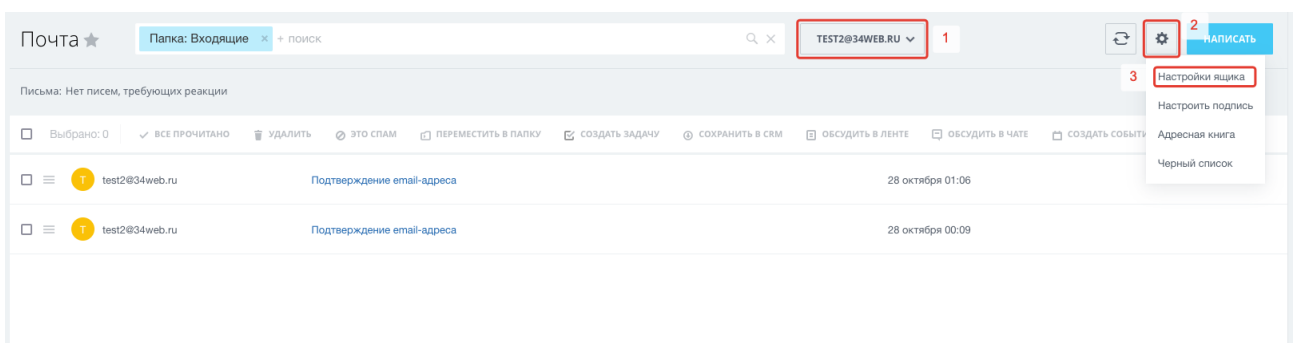 2
Почта Папка: Входящие × + поиск TEST2@34WEB.RU 1 НАПИСАТЬ
3 Настройки ящика
Письма: Нет писем, требующих реакции
Настроить подпись
Выбрано: 0 ВСЕ ПРОЧИТАНО УДАЛИТЬ ЭТО СПАМ ПЕРЕМЕСТИТЬ В ПАПКУ СОЗДАТЬ ЗАДАЧУ СОХРАНИТЬ В CRM ОБСУДИТЬ В ЛЕНТЕ ОБСУДИТЬ В ЧАТЕ СОЗДАТЬ СОБЫТИ Адресная книга
Черный список
T test2@34web.ru Подтверждение email-адреса 28 октября 01:06
T test2@34web.ru Подтверждение email-адреса 28 октября 00:09